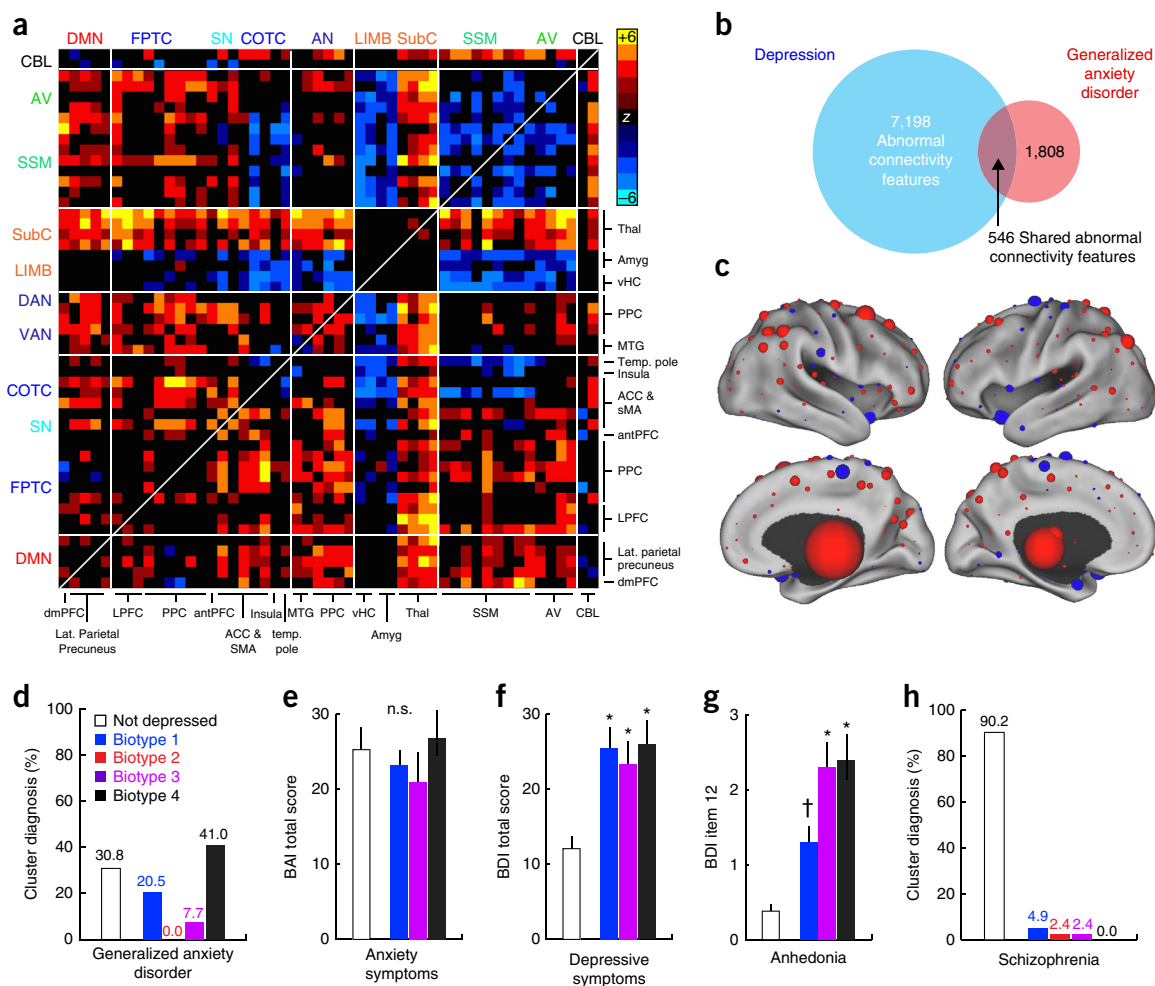 a
DMN FPTC SN COTC AN LIMB SubC SSM AV CBL
CBL
AV
SSM
SubC
LIMB
DAN
VAN
COTC
SN
FPTC
DMN
+6
z
–6
Thal
Amyg
vHC
PPC
MTG
Temp. pole
Insula
ACC &
sMA
antPFC
PPC
LPFC
Lat. parietal
precuneus
dmPFC
dmPFC LPFC PPC antPFC Insula MTG PPC vHC Thal SSM AV CBL
Lat. Parietal
Precuneus
ACC &
SMA
temp.
pole
Amyg
b
Depression
Generalized
anxiety
disorder
7,198
Abnormal
connectivity
features
1,808
546 Shared abnormal
connectivity features
c
d
Cluster diagnosis (%)
100
80
60
40
20
0
Not depressed
Biotype 1
Biotype 2
Biotype 3
Biotype 4
30.8
20.5
0.0
7.7
41.0
Generalized anxiety
disorder
e
BAI total score
30
20
10
0
n.s.
Anxiety
symptoms
f
BDI total score
30
20
10
0
* * *
Depressive
symptoms
g
BDI item 12
3
2
1
0
† * *
Anhedonia
h
Cluster diagnosis (%)
100
80
60
40
20
0
90.2
4.9
2.4
2.4
0.0
Schizophrenia